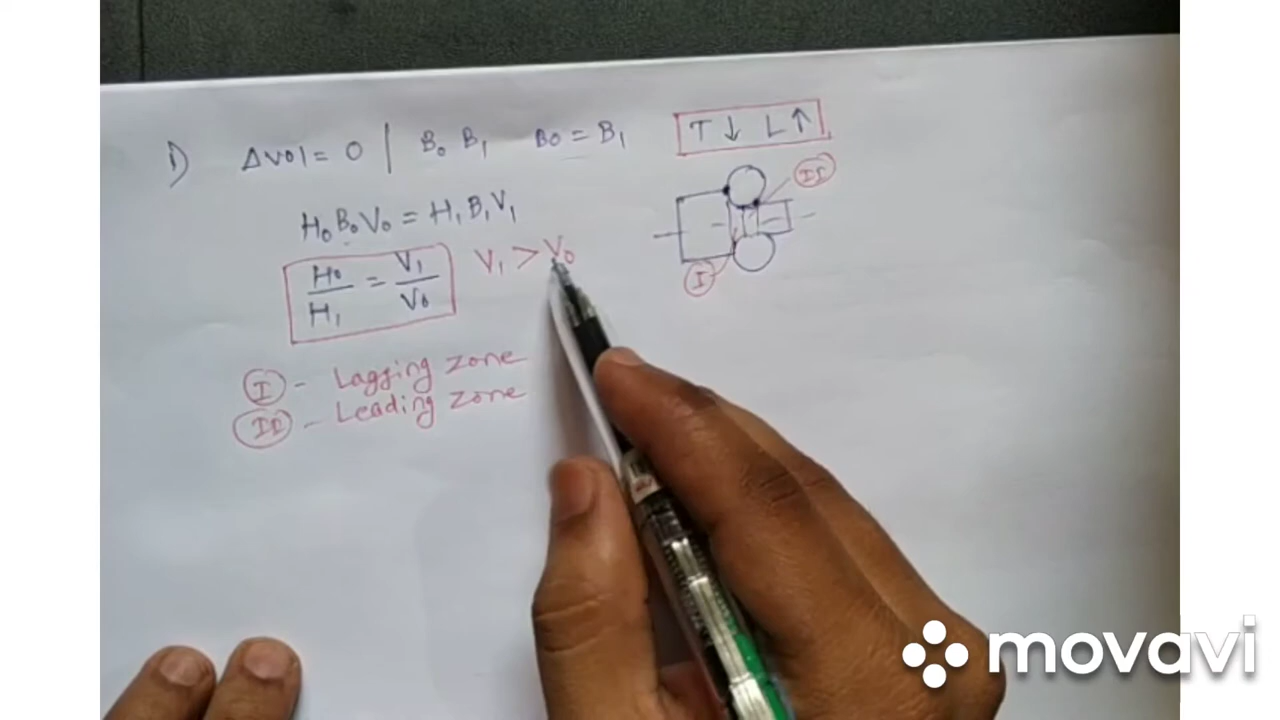 1) ΔVol = 0 | B₀ B₁ B₀ = B₁
T ↓ L ↑
H₀B₀V₀ = H₁B₁V₁
H₀/H₁ = V₁/V₀
V₁ > V₀
II
I
I - Lagging zone
II - Leading zone
movavi